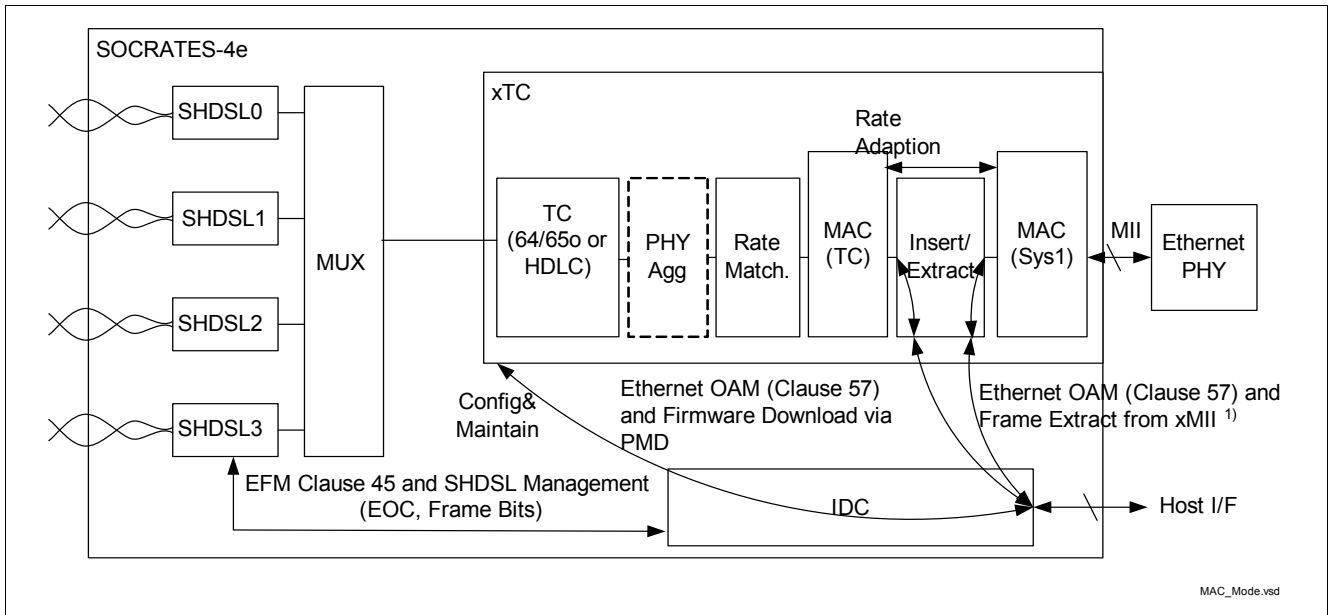 SOCRATES-4e
xTC
SHDSL0
SHDSL1
SHDSL2
SHDSL3
MUX
TC
(64/65o or
HDLC)
PHY
Agg
Rate
Match.
MAC
(TC)
Rate
Adaption
Insert/
Extract
MAC
(Sys1)
MII
Ethernet
PHY
Config&
Maintain
Ethernet OAM (Clause 57)
and Firmware Download via
PMD
Ethernet OAM (Clause 57) and
Frame Extract from xMII 1)
EFM Clause 45 and SHDSL Management
(EOC, Frame Bits)
IDC
Host I/F
MAC_Mode.vsd